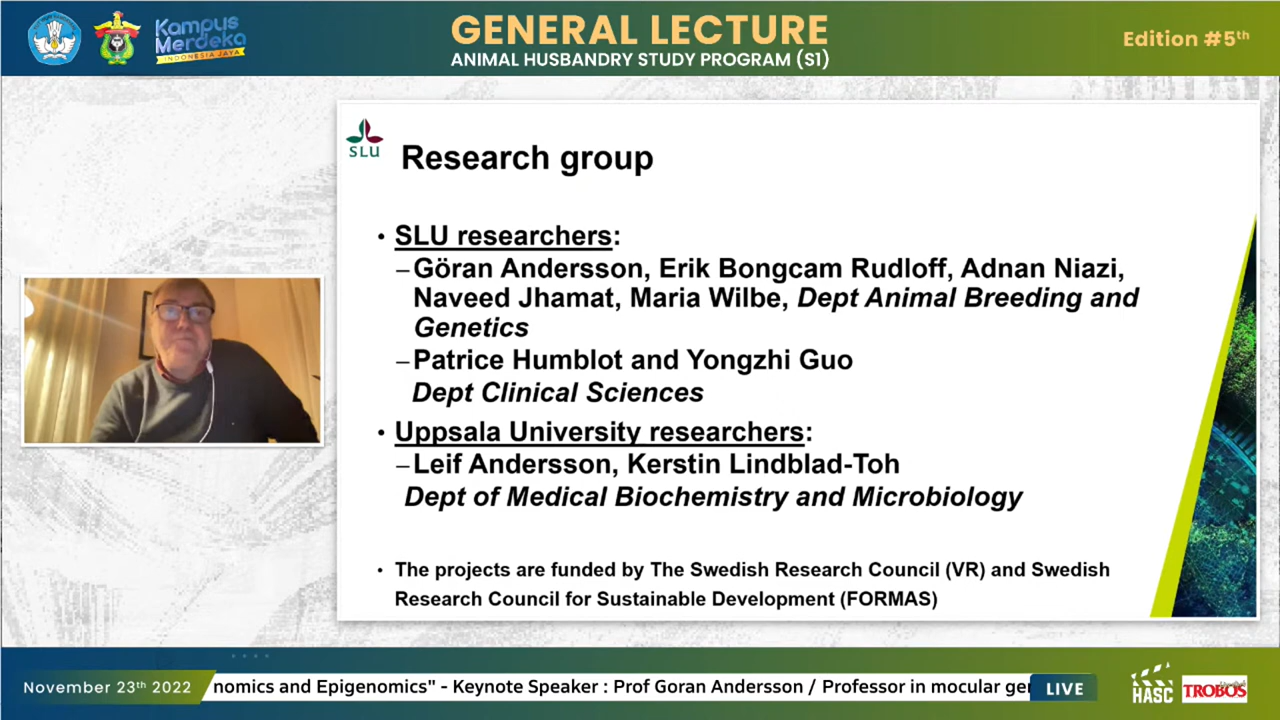 Kampus
Merdeka
INDONESIA JAYA
GENERAL LECTURE
ANIMAL HUSBANDRY STUDY PROGRAM (S1)
Edition #5th
SLU
Research group
• SLU researchers:
–Göran Andersson, Erik Bongcam Rudloff, Adnan Niazi,
Naveed Jhamat, Maria Wilbe, Dept Animal Breeding and
Genetics
–Patrice Humblot and Yongzhi Guo
Dept Clinical Sciences
• Uppsala University researchers:
–Leif Andersson, Kerstin Lindblad-Toh
Dept of Medical Biochemistry and Microbiology
• The projects are funded by The Swedish Research Council (VR) and Swedish
Research Council for Sustainable Development (FORMAS)
November 23th 2022
nomics and Epigenomics" - Keynote Speaker : Prof Goran Andersson / Professor in mocular ge
LIVE
HASC
TROBOS